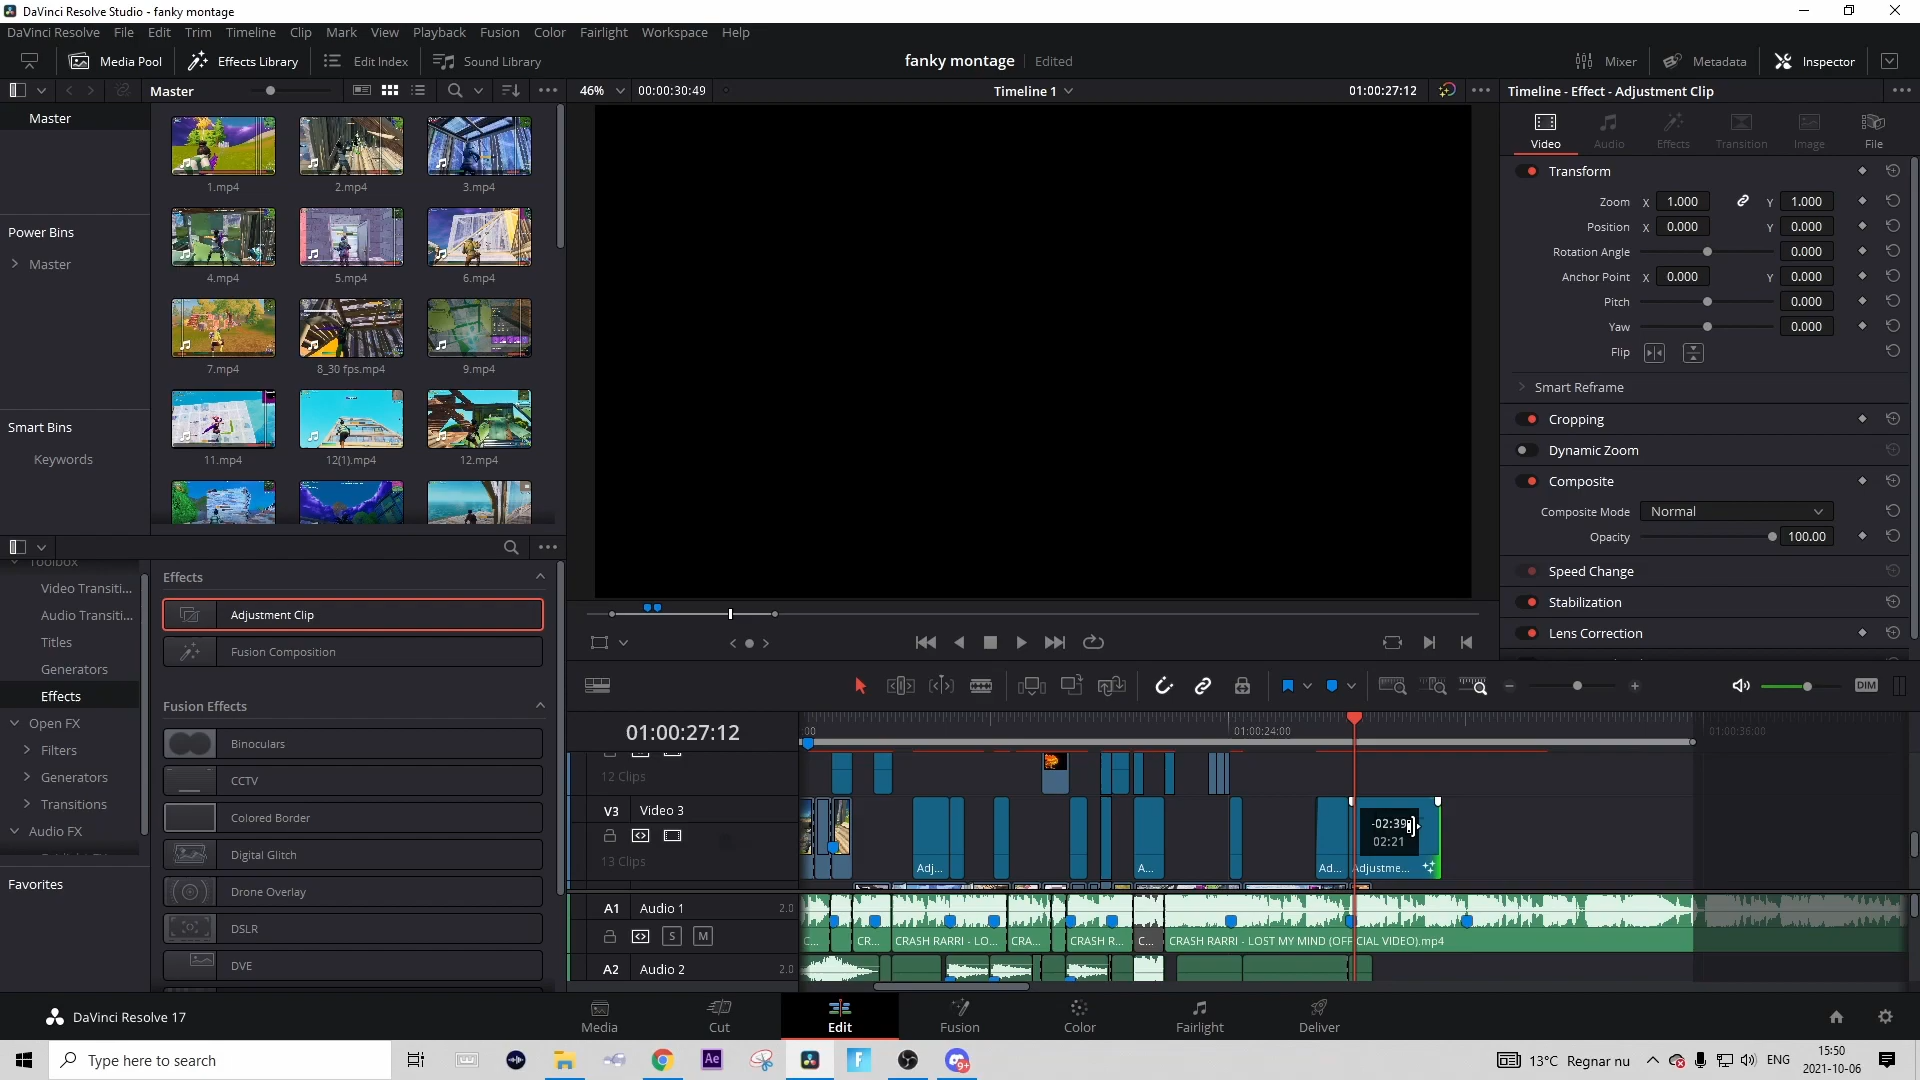 DaVinci Resolve Studio - fanky montage
DaVinci Resolve File Edit Trim Timeline Clip Mark View Playback Fusion Color Fairlight Workspace Help
Media Pool Effects Library Edit Index Sound Library fanky montage Edited Mixer Metadata Inspector
Master 46% 00:00:30:49 Timeline 1 01:00:27:12 Timeline - Effect - Adjustment Clip
Master
Power Bins
Master
Smart Bins
Keywords
1.mp4 2.mp4 3.mp4
4.mp4 5.mp4 6.mp4
7.mp4 8_30 fps.mp4 9.mp4
11.mp4 12(1).mp4 12.mp4
Video Audio Effects Transition Image File
Transform
Zoom X 1.000 Y 1.000
Position X 0.000 Y 0.000
Rotation Angle 0.000
Anchor Point X 0.000 Y 0.000
Pitch 0.000
Yaw 0.000
Flip
Smart Reframe
Cropping
Dynamic Zoom
Composite
Composite Mode Normal
Opacity 100.00
Speed Change
Stabilization
Lens Correction
Toolbox
Video Transiti...
Audio Transiti...
Titles
Generators
Effects
Open FX
Filters
Generators
Transitions
Audio FX
Favorites
Effects
Adjustment Clip
Fusion Composition
Fusion Effects
Binoculars
CCTV
Colored Border
Digital Glitch
Drone Overlay
DSLR
DVE
DIM
01:00:27:12 :00 01:00:24:00 01:00:36:00
12 Clips
V3 Video 3
13 Clips
-02:39
02:21
Adj... A... Ad... Adjustme...
A1 Audio 1 2.0
S M
C... CR... CRASH RARRI - LO... CRA... CRASH R... C... CRASH RARRI - LOST MY MIND (OFFICIAL VIDEO).mp4
A2 Audio 2 2.0
DaVinci Resolve 17 Media Cut Edit Fusion Color Fairlight Deliver
Type here to search Ae 9+ 13°C Regnar nu ENG 15:50
2021-10-06